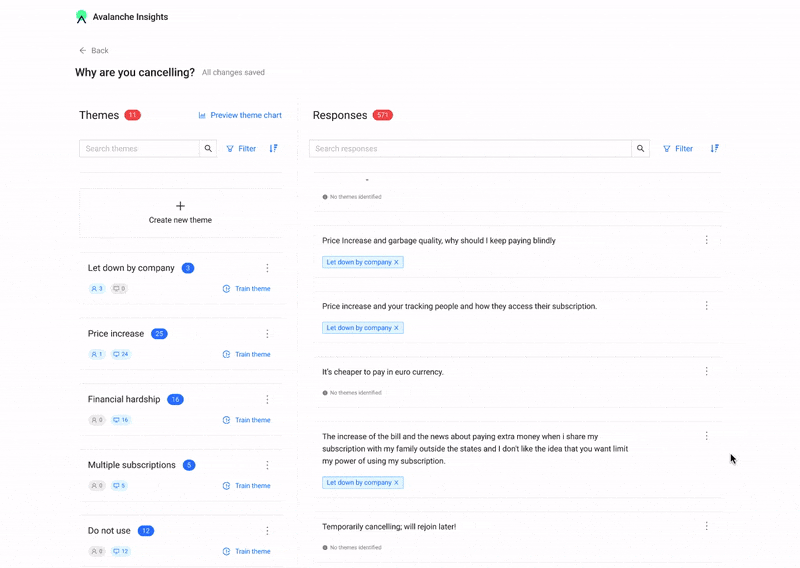 Avalanche Insights
Back
Why are you cancelling? All changes saved
Themes 11
Preview theme chart
Search themes
Filter
Create new theme
Let down by company 3
3 0
Train theme
Price increase 25
1 24
Train theme
Financial hardship 16
0 16
Train theme
Multiple subscriptions 5
0 5
Train theme
Do not use 12
0 12
Train theme
Responses 571
Search responses
Filter
No themes identified
Price Increase and garbage quality, why should I keep paying blindly
Let down by company X
Price increase and your tracking people and how they access their subscription.
Let down by company X
It's cheaper to pay in euro currency.
No themes identified
The increase of the bill and the news about paying extra money when i share my
subscription with my family outside the states and I don't like the idea that you want limit
my power of using my subscription.
Let down by company X
Temporarily cancelling; will rejoin later!
No themes identified